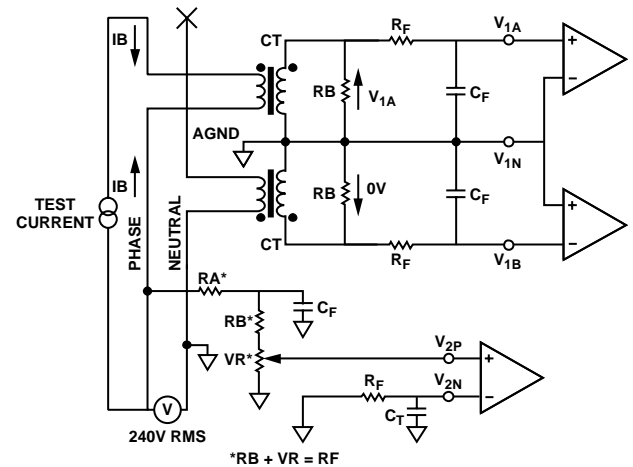 IB
CT
RF
V1A
RB
V1A
CF
AGND
V1N
IB
TEST
CURRENT
PHASE
NEUTRAL
RB
0V
CF
CT
RF
V1B
RA*
CF
RB*
VR*
V2P
RF
V2N
CT
V
240V RMS
*RB + VR = RF
+
−
+
−
+
−